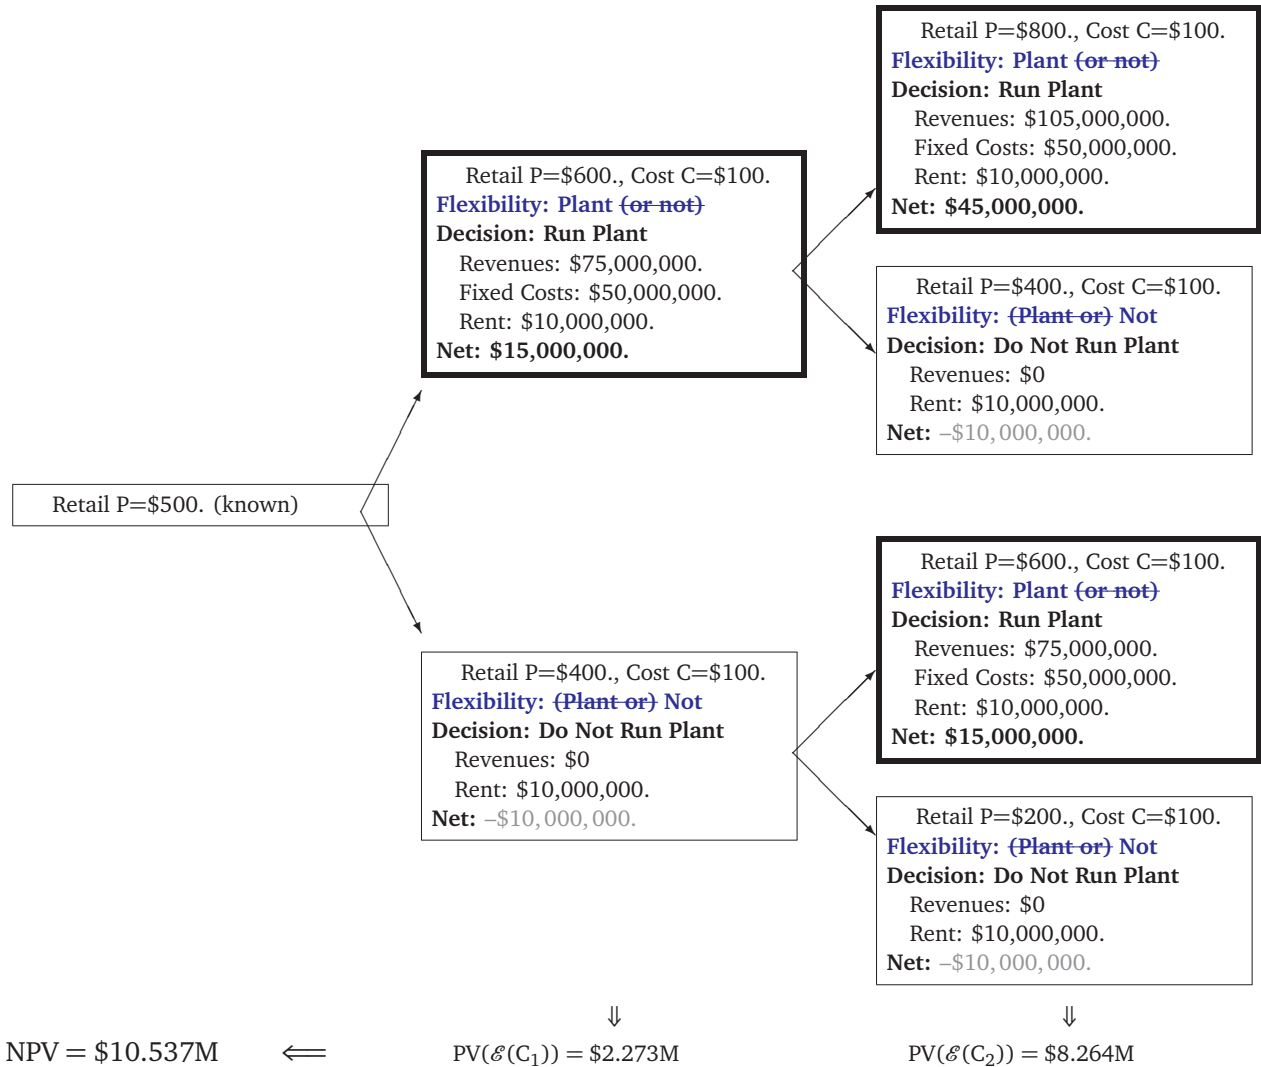 Retail P=$800., Cost C=$100.
Flexibility: Plant (or not)
Decision: Run Plant
Revenues: $105,000,000.
Fixed Costs: $50,000,000.
Rent: $10,000,000.
Net: $45,000,000.
Retail P=$600., Cost C=$100.
Flexibility: Plant (or not)
Decision: Run Plant
Revenues: $75,000,000.
Fixed Costs: $50,000,000.
Rent: $10,000,000.
Net: $15,000,000.
Retail P=$400., Cost C=$100.
Flexibility: (Plant or) Not
Decision: Do Not Run Plant
Revenues: $0
Rent: $10,000,000.
Net: –$10,000,000.
Retail P=$500. (known)
Retail P=$600., Cost C=$100.
Flexibility: Plant (or not)
Decision: Run Plant
Revenues: $75,000,000.
Fixed Costs: $50,000,000.
Rent: $10,000,000.
Net: $15,000,000.
Retail P=$400., Cost C=$100.
Flexibility: (Plant or) Not
Decision: Do Not Run Plant
Revenues: $0
Rent: $10,000,000.
Net: –$10,000,000.
Retail P=$200., Cost C=$100.
Flexibility: (Plant or) Not
Decision: Do Not Run Plant
Revenues: $0
Rent: $10,000,000.
Net: –$10,000,000.
⇓ ⇓
NPV = $10.537M ⟸ PV(ℰ(C₁)) = $2.273M PV(ℰ(C₂)) = $8.264M